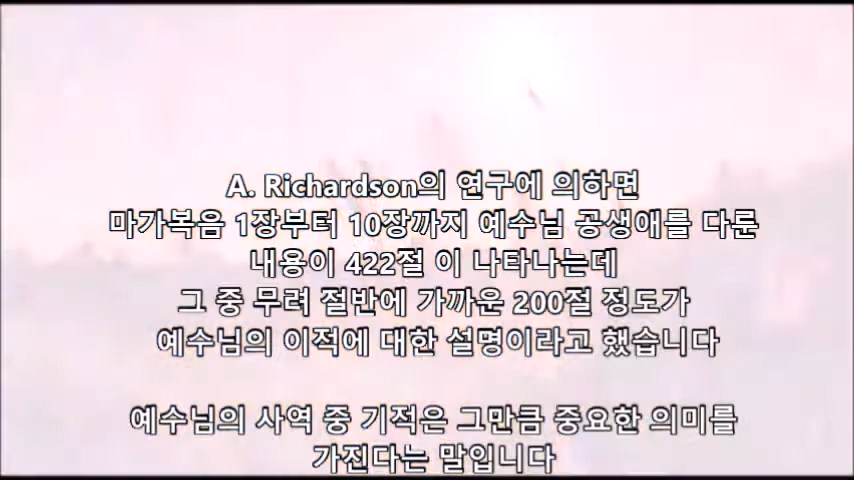 A. Richardson의 연구에 의하면
마가복음 1장부터 10장까지 예수님 공생애를 다룬
내용이 422절 이 나타나는데
그 중 무려 절반에 가까운 200절 정도가
예수님의 이적에 대한 설명이라고 했습니다
예수님의 사역 중 기적은 그만큼 중요한 의미를
가진다는 말입니다